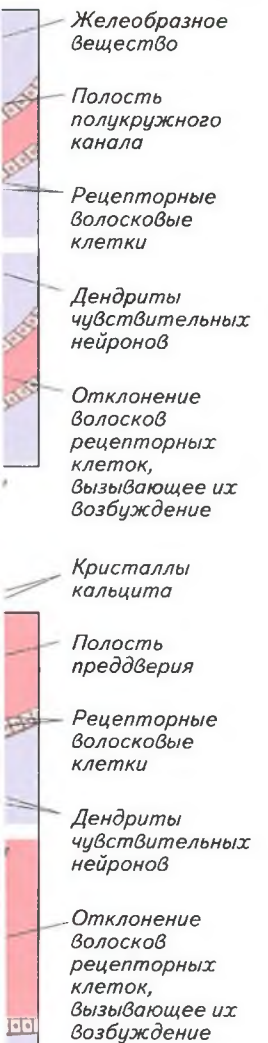 Желеобразное
вещество
Полость
полукружного
канала
Рецепторные
волосковые
клетки
Дендриты
чувствительных
нейронов
Отклонение
волосков
рецепторных
клеток,
вызывающее их
возбуждение
Кристаллы
кальцита
Полость
преддверия
Рецепторные
волосковые
клетки
Дендриты
чувствительных
нейронов
Отклонение
волосков
рецепторных
клеток,
вызывающее их
возбуждение